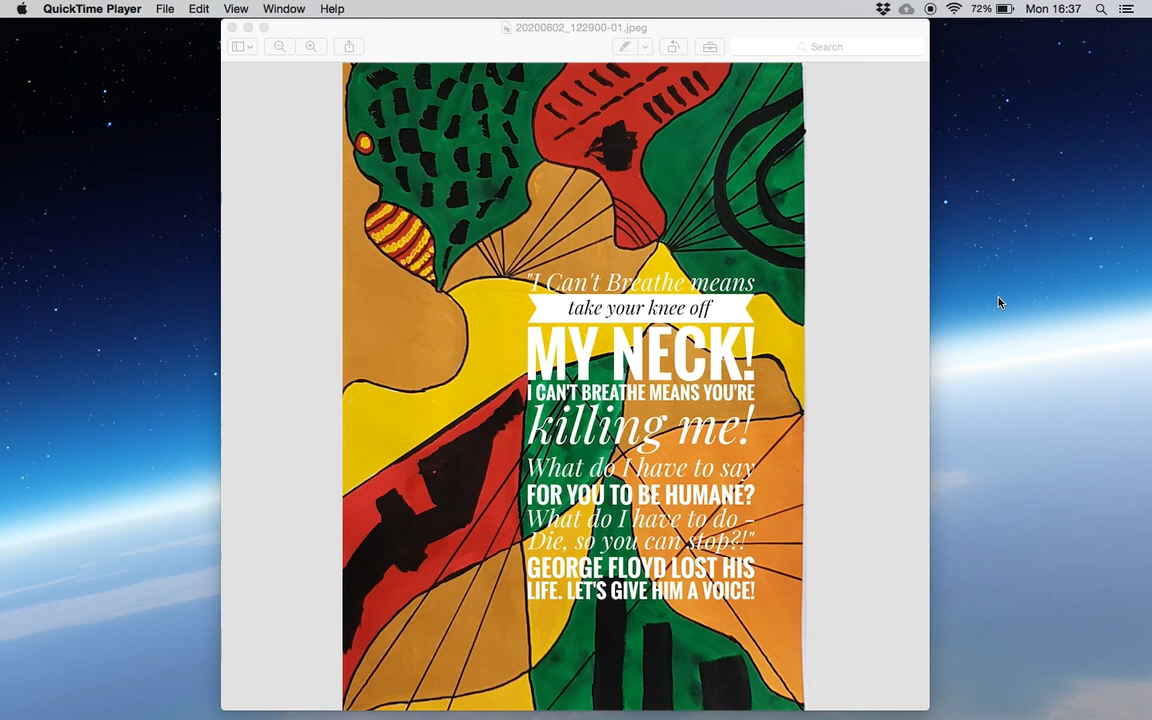 QuickTime Player File Edit View Window Help 72% Mon 16:37
20200602_122900-01.jpeg
Search
"I Can't Breathe means
take your knee off
MY NECK!
I CAN'T BREATHE MEANS YOU'RE
killing me!
What do I have to say
FOR YOU TO BE HUMANE?
What do I have to do -
Die, so you can stop?!"
GEORGE FLOYD LOST HIS
LIFE. LET'S GIVE HIM A VOICE!